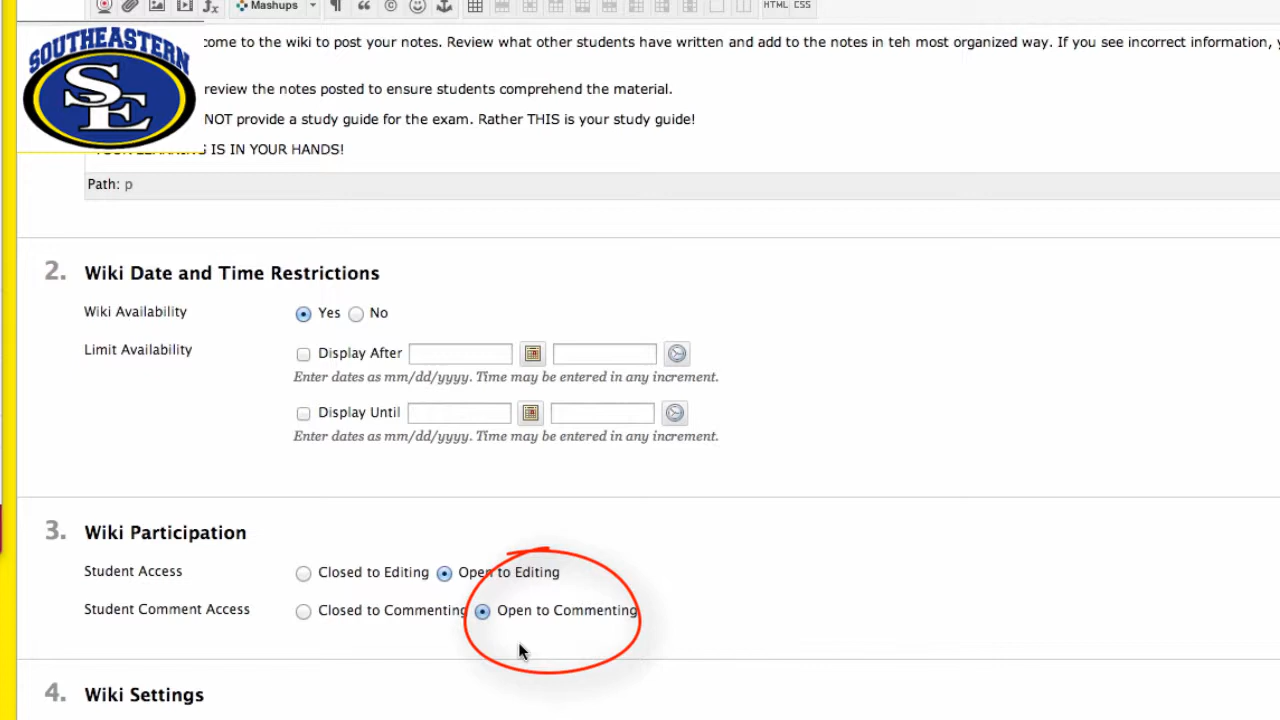 Mashups HTML CSS
SOUTHEASTERN
SE
come to the wiki to post your notes. Review what other students have written and add to the notes in teh most organized way. If you see incorrect information,
review the notes posted to ensure students comprehend the material.
NOT provide a study guide for the exam. Rather THIS is your study guide!
IS IN YOUR HANDS!
Path: p
2. Wiki Date and Time Restrictions
Wiki Availability Yes No
Limit Availability Display After
Enter dates as mm/dd/yyyy. Time may be entered in any increment.
Display Until
Enter dates as mm/dd/yyyy. Time may be entered in any increment.
3. Wiki Participation
Student Access Closed to Editing Open to Editing
Student Comment Access Closed to Commenting Open to Commenting
4. Wiki Settings